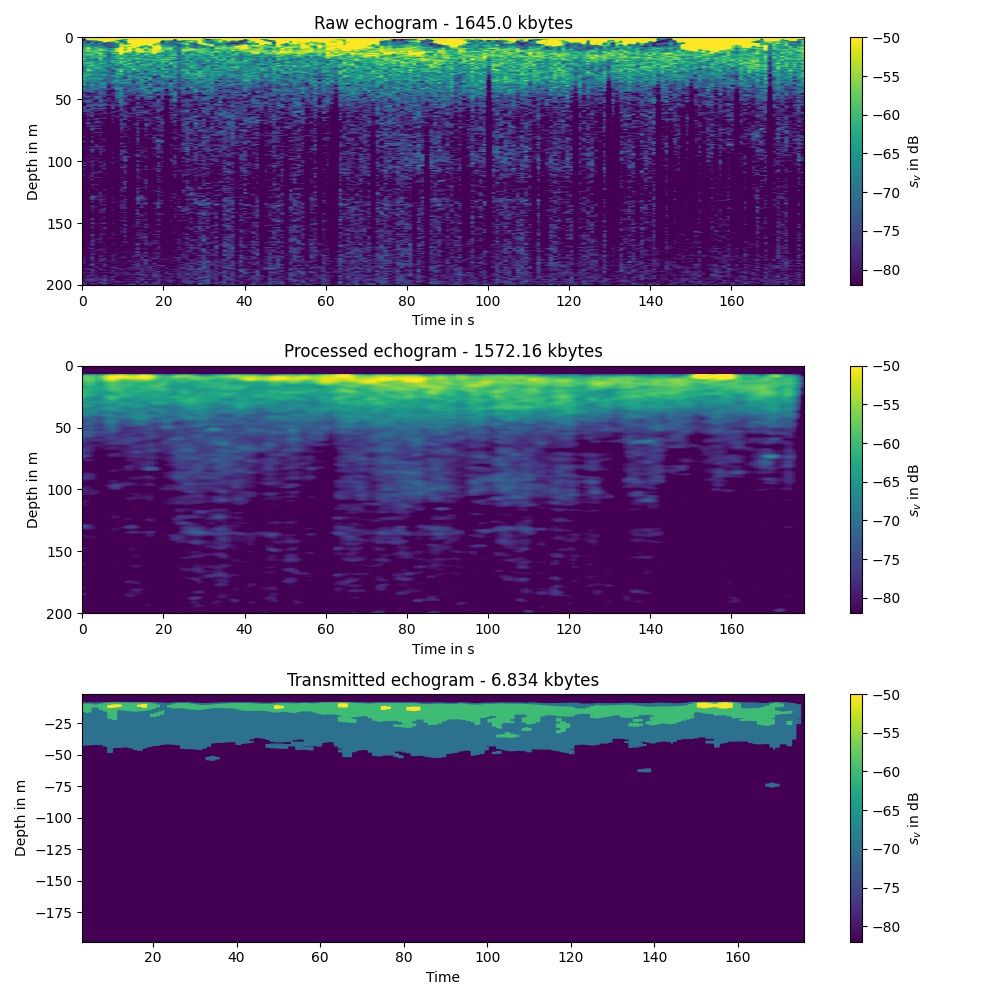 Raw echogram - 1645.0 kbytes
0
50
100
150
200
Depth in m
0 20 40 60 80 100 120 140 160
Time in s
−50
−55
−60
−65
−70
−75
−80
s_v in dB
Processed echogram - 1572.16 kbytes
0
50
100
150
200
Depth in m
0 20 40 60 80 100 120 140 160
Time in s
−50
−55
−60
−65
−70
−75
−80
s_v in dB
Transmitted echogram - 6.834 kbytes
−25
−50
−75
−100
−125
−150
−175
Depth in m
20 40 60 80 100 120 140 160
Time
−50
−55
−60
−65
−70
−75
−80
s_v in dB